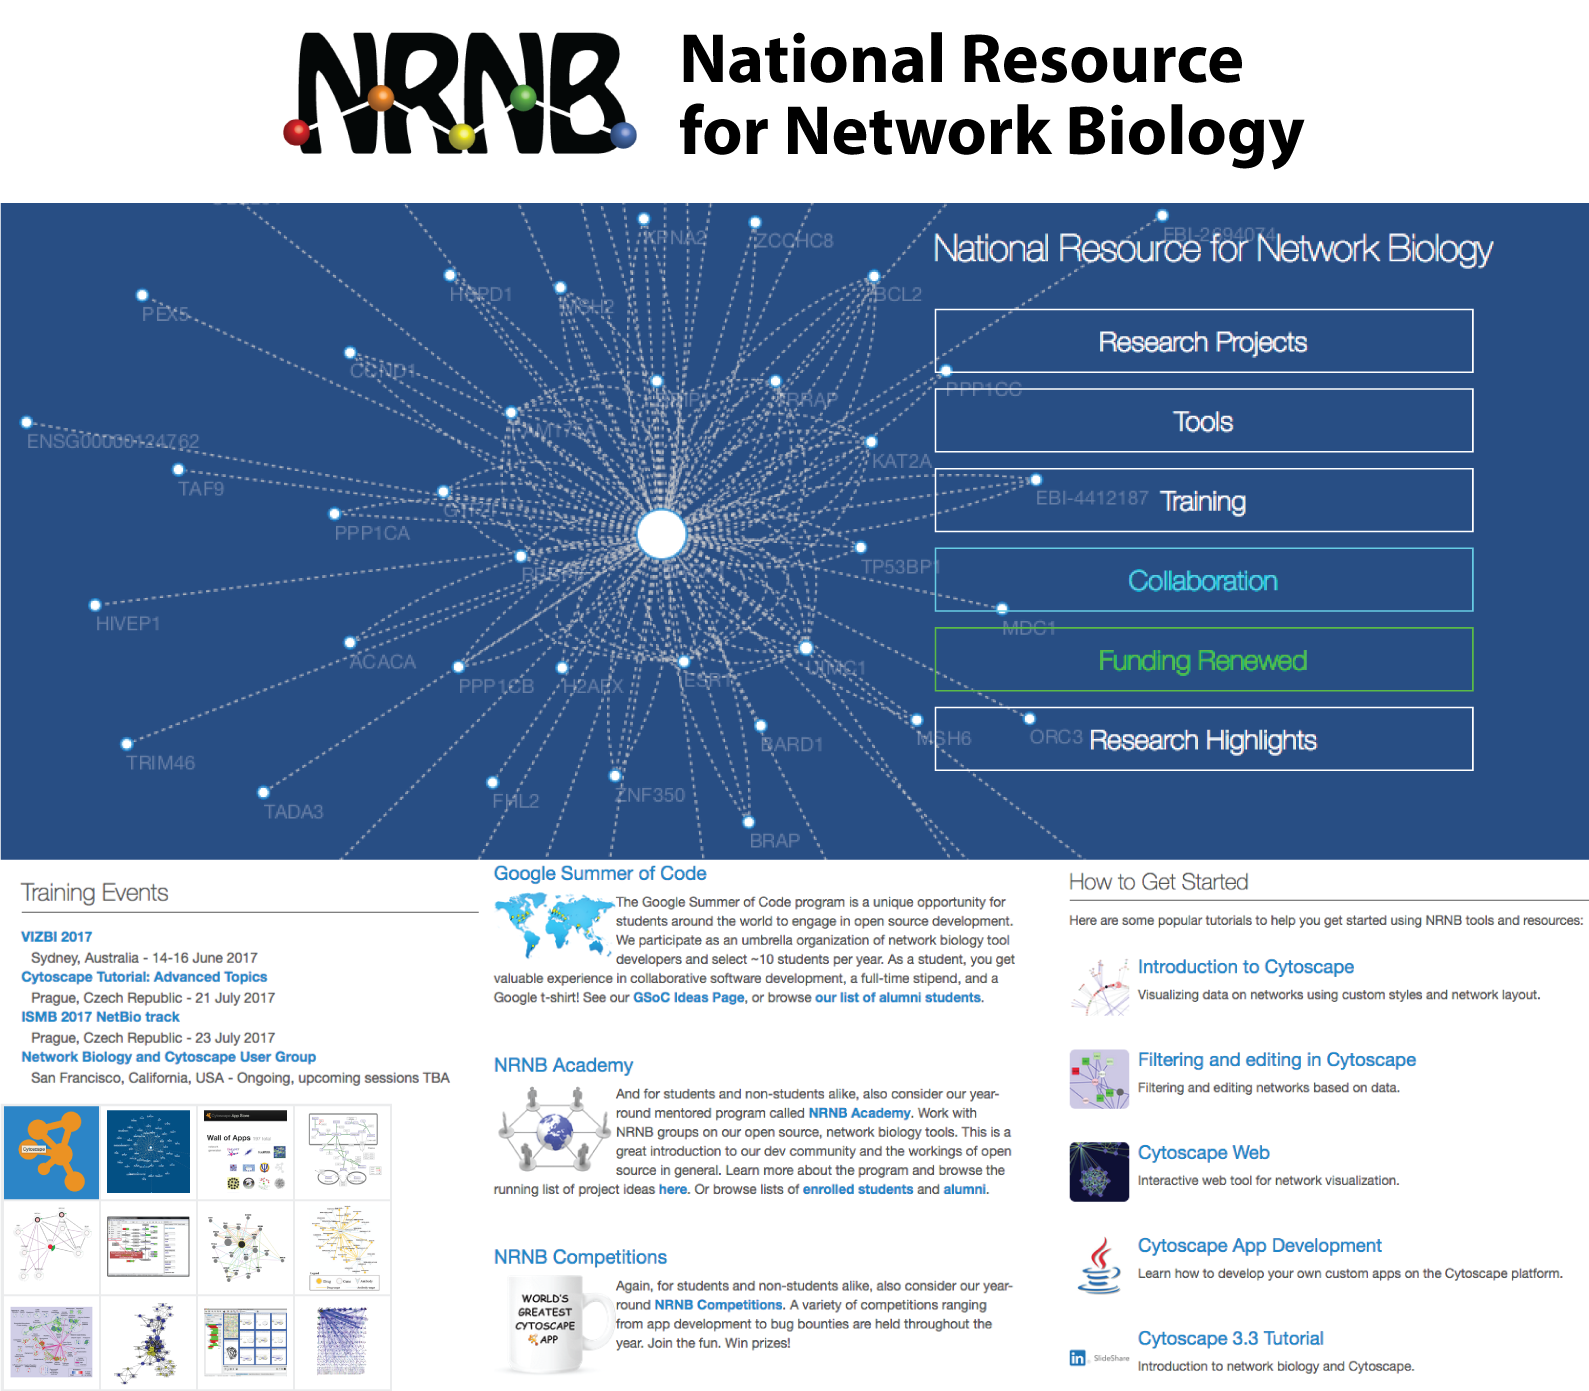 NRNB
National Resource
for Network Biology
National Resource for Network Biology
KPNA2
ZCCHC8
EBI-2694074
BCL2
MSH2
PEX5
CCND1
Research Projects
PPP1CC
TRRAP
Tools
ENSG00000124762
KAT2A
TAF9
EBI-4412187
Training
PPP1CA
TP53BP1
Collaboration
HIVEP1
MDC1
ACACA
UIMC1
Funding Renewed
PPP1CB
H2AFX
ESR1
BARD1
MSH6
ORC3
Research Highlights
TRIM46
FHL2
ZNF350
TADA3
BRAP
Training Events
VIZBI 2017
Sydney, Australia - 14-16 June 2017
Cytoscape Tutorial: Advanced Topics
Prague, Czech Republic - 21 July 2017
ISMB 2017 NetBio track
Prague, Czech Republic - 23 July 2017
Network Biology and Cytoscape User Group
San Francisco, California, USA - Ongoing, upcoming sessions TBA
Cytoscape
Cytoscape App Store
Wall of Apps
Google Summer of Code
The Google Summer of Code program is a unique opportunity for
students around the world to engage in open source development.
We participate as an umbrella organization of network biology tool
developers and select ~10 students per year. As a student, you get
valuable experience in collaborative software development, a full-time stipend, and a
Google t-shirt! See our GSoC Ideas Page, or browse our list of alumni students.
NRNB Academy
And for students and non-students alike, also consider our year-
round mentored program called NRNB Academy. Work with
NRNB groups on our open source, network biology tools. This is a
great introduction to our dev community and the workings of open
source in general. Learn more about the program and browse the
running list of project ideas here. Or browse lists of enrolled students and alumni.
NRNB Competitions
Again, for students and non-students alike, also consider our year-
round NRNB Competitions. A variety of competitions ranging
from app development to bug bounties are held throughout the
year. Join the fun. Win prizes!
WORLD'S
GREATEST
CYTOSCAPE
APP
How to Get Started
Here are some popular tutorials to help you get started using NRNB tools and resources:
Introduction to Cytoscape
Visualizing data on networks using custom styles and network layout.
Filtering and editing in Cytoscape
Filtering and editing networks based on data.
Cytoscape Web
Interactive web tool for network visualization.
Cytoscape App Development
Learn how to develop your own custom apps on the Cytoscape platform.
Cytoscape 3.3 Tutorial
in SlideShare
Introduction to network biology and Cytoscape.